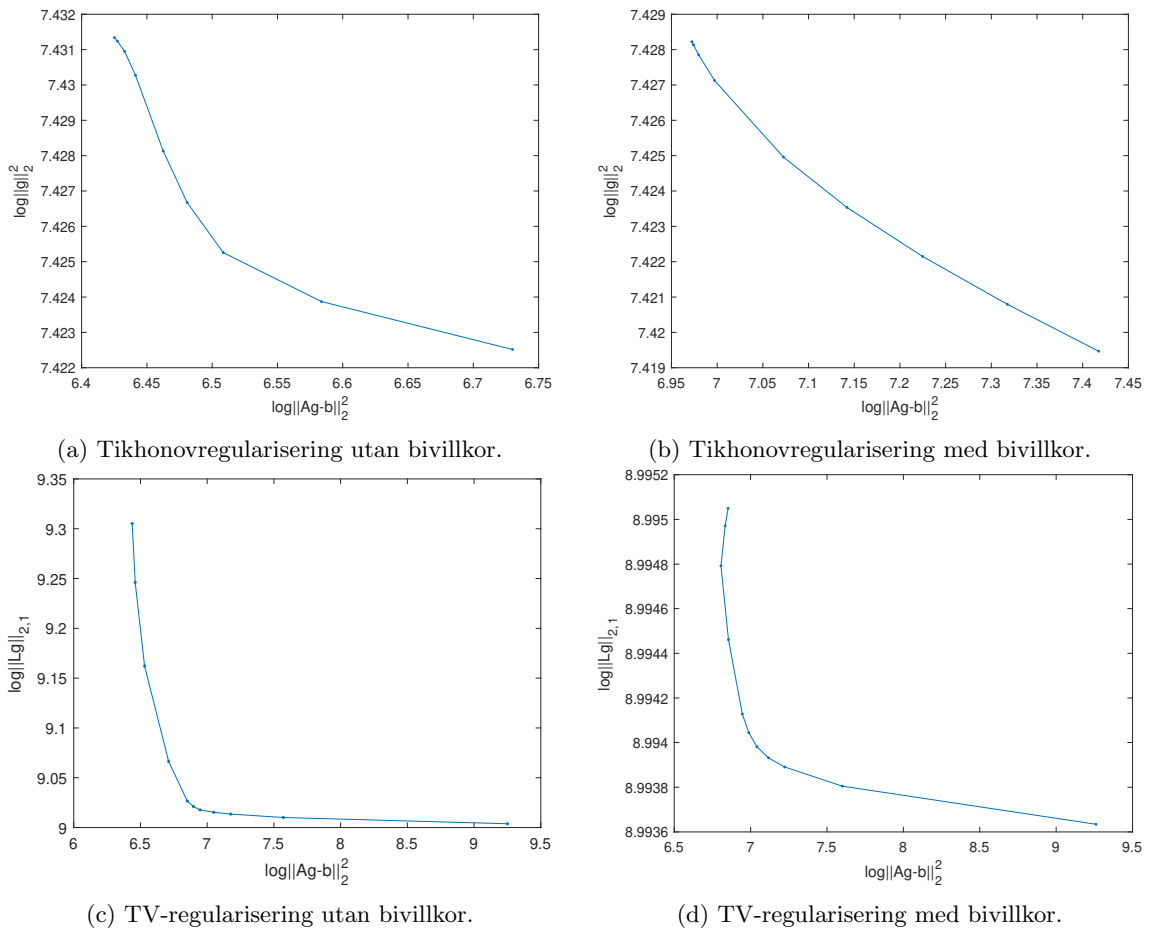 7.432
7.431
7.43
7.429
7.428
7.427
7.426
7.425
7.424
7.423
7.422
log||g||₂²
6.4 6.45 6.5 6.55 6.6 6.65 6.7 6.75
log||Ag-b||₂²
(a) Tikhonovregularisering utan bivillkor.
7.429
7.428
7.427
7.426
7.425
7.424
7.423
7.422
7.421
7.42
7.419
log||g||₂²
6.95 7 7.05 7.1 7.15 7.2 7.25 7.3 7.35 7.4 7.45
log||Ag-b||₂²
(b) Tikhonovregularisering med bivillkor.
9.35
9.3
9.25
9.2
9.15
9.1
9.05
9
log||Lg||₂,₁
6 6.5 7 7.5 8 8.5 9 9.5
log||Ag-b||₂²
(c) TV-regularisering utan bivillkor.
8.9952
8.995
8.9948
8.9946
8.9944
8.9942
8.994
8.9938
8.9936
log||Lg||₂,₁
6.5 7 7.5 8 8.5 9 9.5
log||Ag-b||₂²
(d) TV-regularisering med bivillkor.